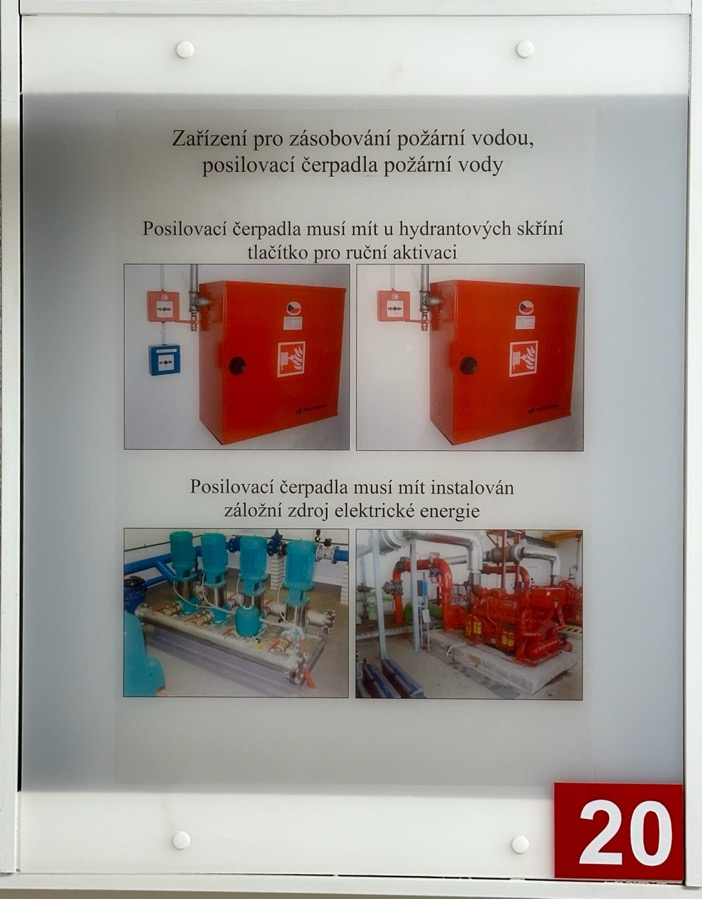 Zařízení pro zásobování požární vodou,
posilovací čerpadla požární vody
Posilovací čerpadla musí mít u hydrantových skříní
tlačítko pro ruční aktivaci
Posilovací čerpadla musí mít instalován
záložní zdroj elektrické energie
20